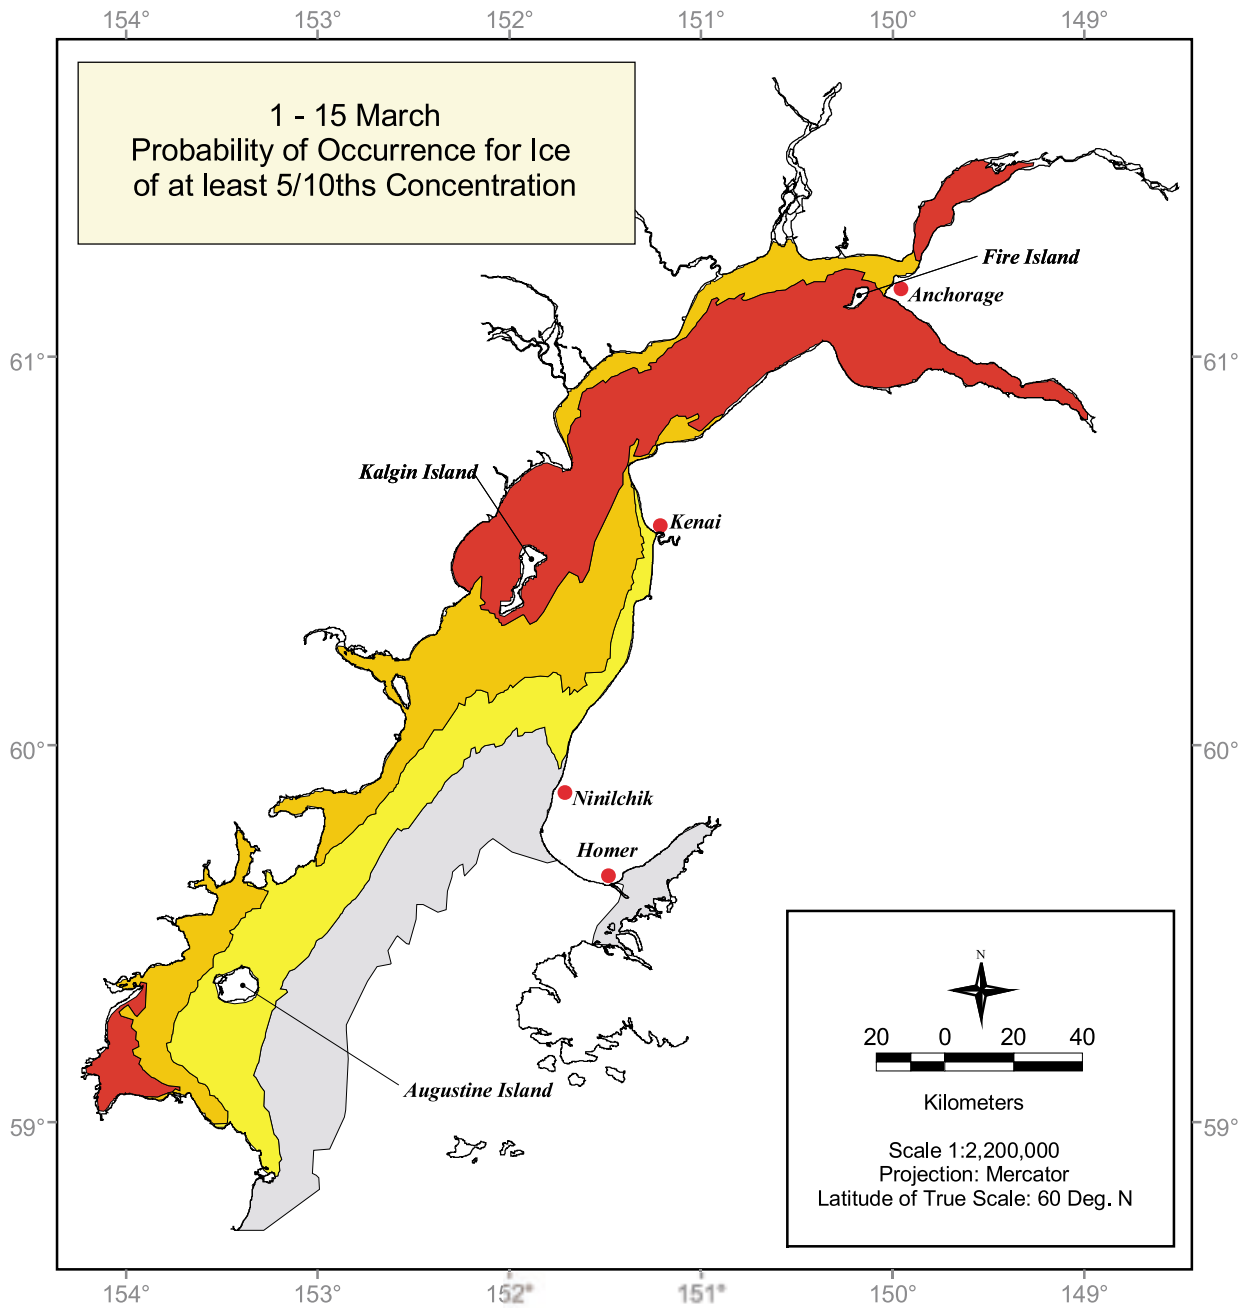 154° 153° 152° 151° 150° 149°
1 - 15 March
Probability of Occurrence for Ice
of at least 5/10ths Concentration
Fire Island
Anchorage
61° 61°
Kalgin Island
Kenai
60° 60°
Ninilchik
Homer
N
20 0 20 40
Kilometers
Augustine Island
59° 59°
Scale 1:2,200,000
Projection: Mercator
Latitude of True Scale: 60 Deg. N
154° 153° 152° 151° 150° 149°